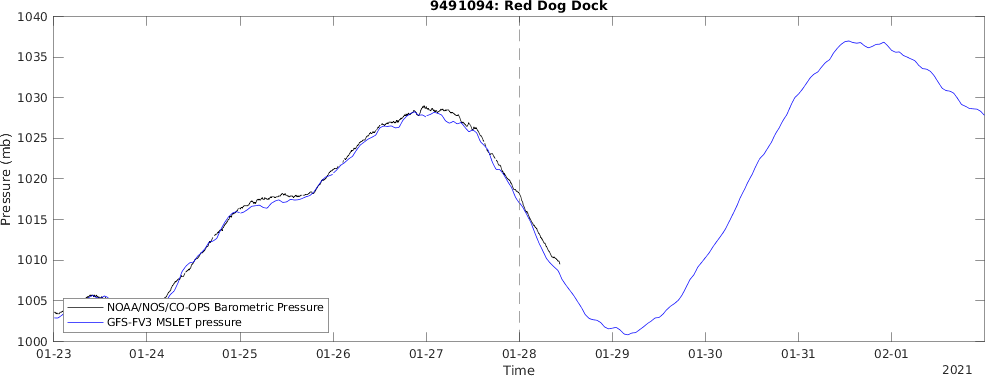 9491094: Red Dog Dock
Pressure (mb)
1040
1035
1030
1025
1020
1015
1010
1005
1000
NOAA/NOS/CO-OPS Barometric Pressure
GFS-FV3 MSLET pressure
01-23 01-24 01-25 01-26 01-27 01-28 01-29 01-30 01-31 02-01
Time
2021